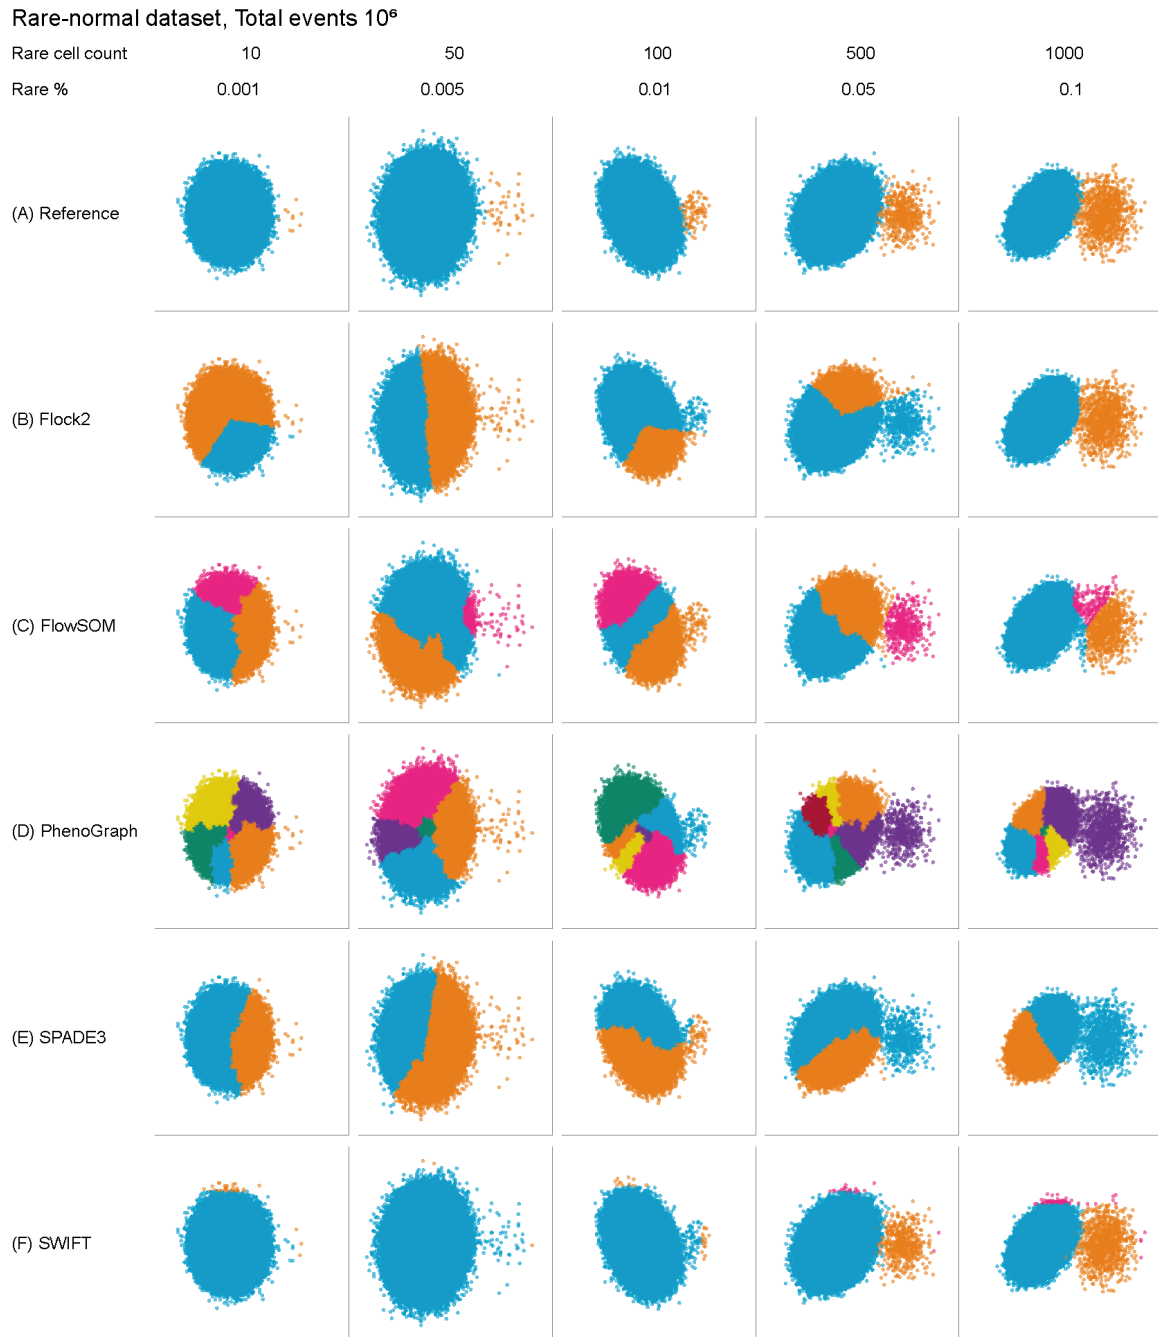 Rare-normal dataset, Total events 10⁶
Rare cell count 10 50 100 500 1000
Rare % 0.001 0.005 0.01 0.05 0.1
(A) Reference
(B) Flock2
(C) FlowSOM
(D) PhenoGraph
(E) SPADE3
(F) SWIFT